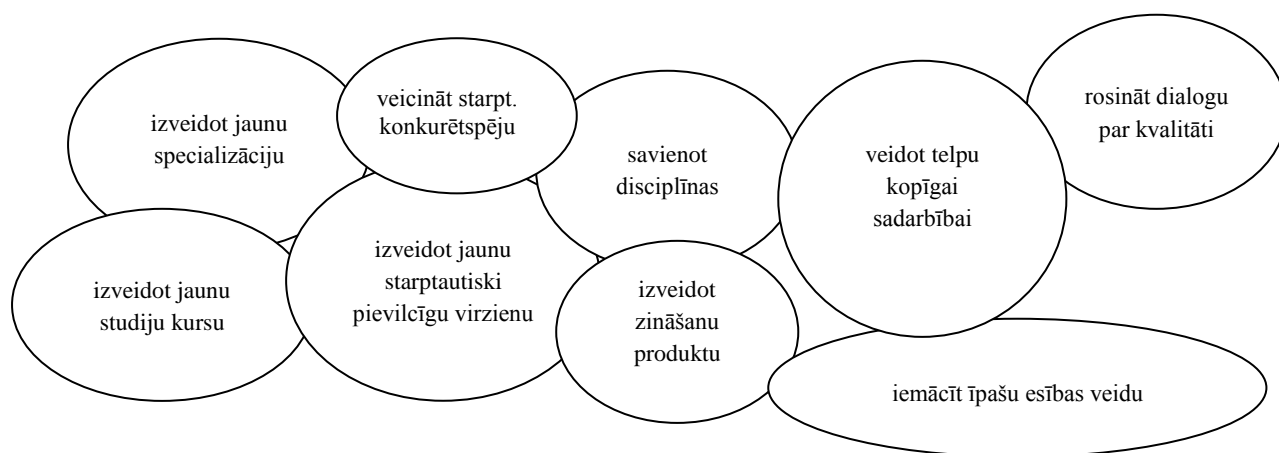 izveidot jaunu
specializāciju
veicināt starpt.
konkurētspēju
savienot
disciplīnas
veidot telpu
kopīgai
sadarbībai
rosināt dialogu
par kvalitāti
izveidot jaunu
studiju kursu
izveidot jaunu
starptautiski
pievilcīgu virzienu
izveidot
zināšanu
produktu
iemācīt īpašu esības veidu